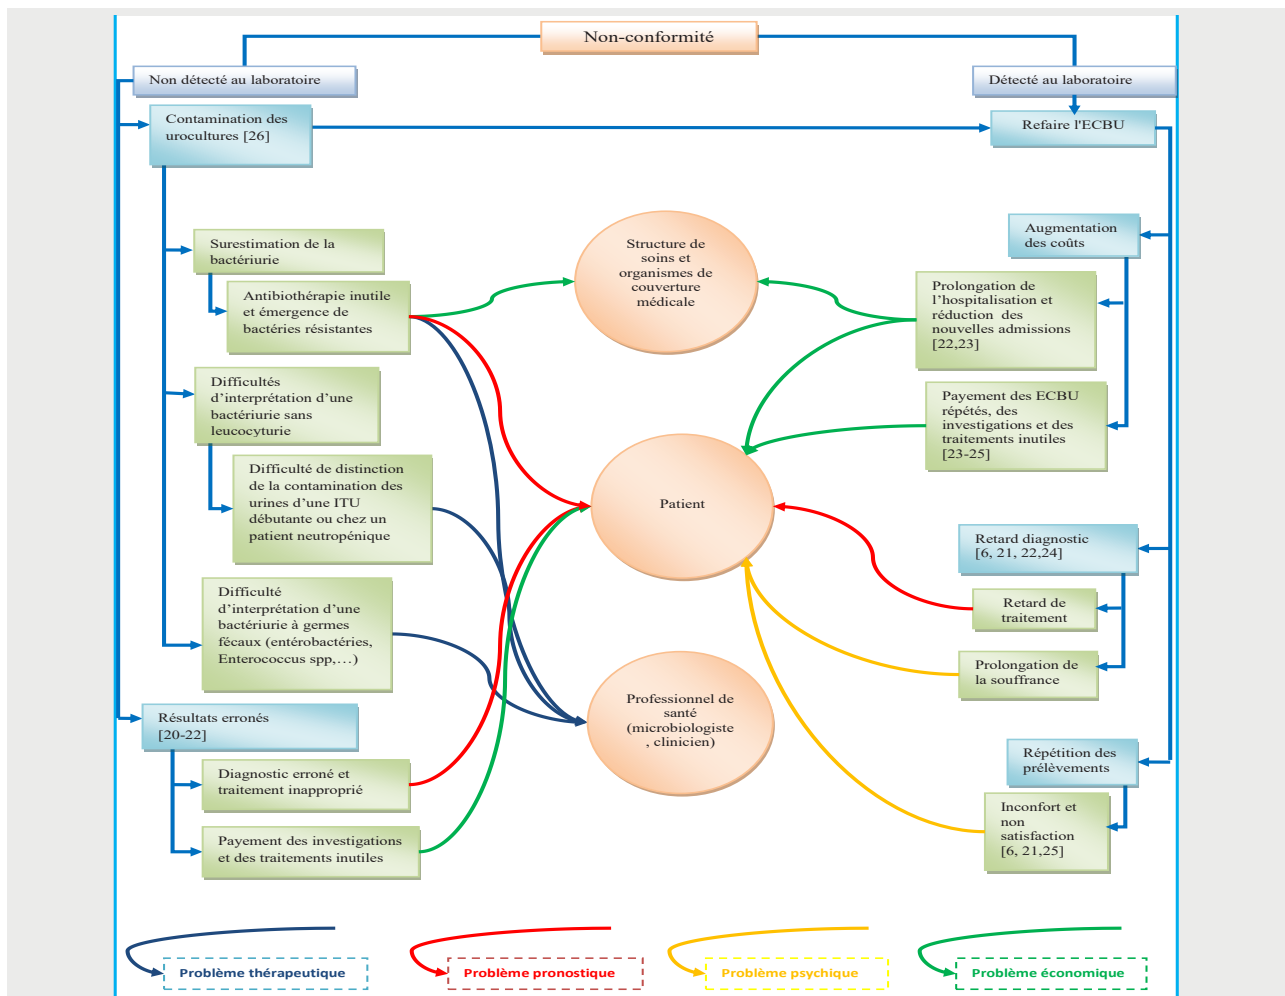 Non-conformité
Non détecté au laboratoire
Détecté au laboratoire
Contamination des
urocultures [26]
Refaire l'ECBU
Surestimation de la
bactériurie
Antibiothérapie inutile
et émergence de
bactéries résistantes
Difficultés
d’interprétation d’une
bactériurie sans
leucocyturie
Difficulté de distinction
de la contamination des
urines d’une ITU
débutante ou chez un
patient neutropénique
Difficulté
d’interprétation d’une
bactériurie à germes
fécaux (entérobactéries,
Enterococcus spp,…)
Résultats erronés
[20-22]
Diagnostic erroné et
traitement inapproprié
Payement des investigations
et des traitements inutiles
Structure de
soins et
organismes de
couverture
médicale
Patient
Professionnel de
santé
(microbiologiste
, clinicien)
Augmentation
des coûts
Prolongation de
l’hospitalisation et
réduction des
nouvelles admissions
[22,23]
Payement des ECBU
répétés, des
investigations et des
traitements inutiles
[23-25]
Retard diagnostic
[6, 21, 22,24]
Retard de
traitement
Prolongation de
la souffrance
Répétition des
prélèvements
Inconfort et
non
satisfaction
[6, 21,25]
Problème thérapeutique
Problème pronostique
Problème psychique
Problème économique